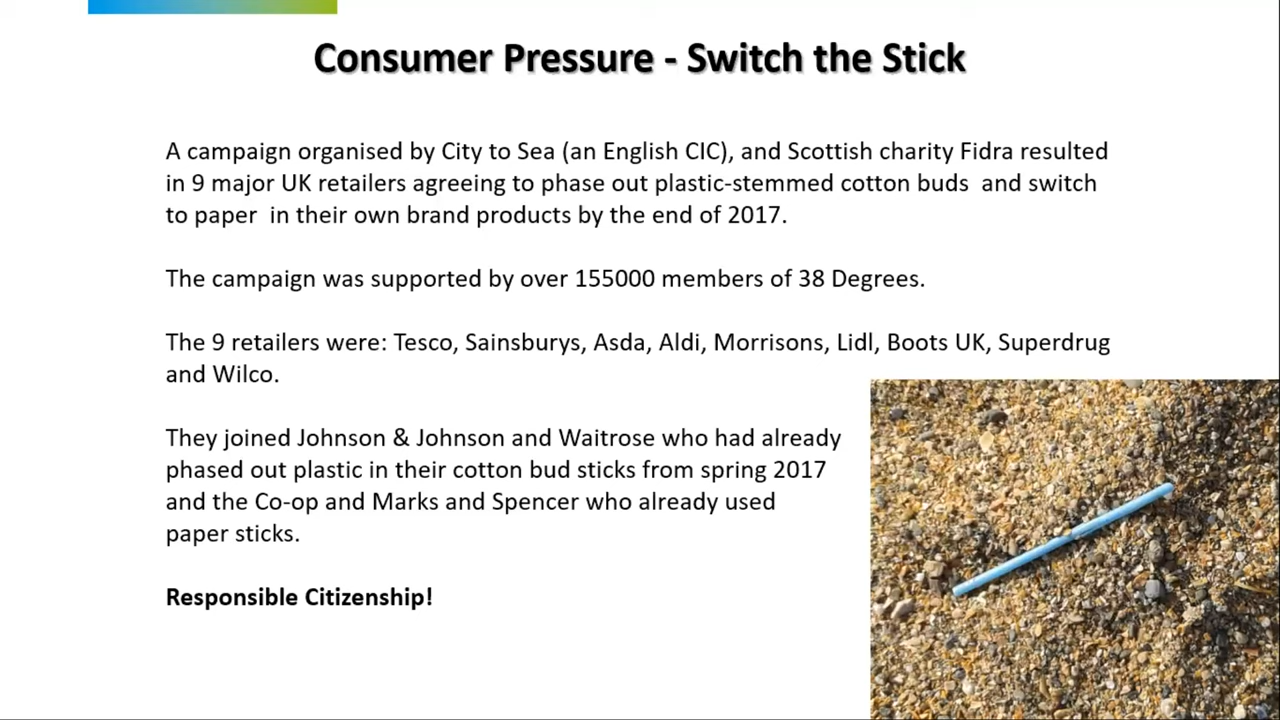 Consumer Pressure - Switch the Stick
A campaign organised by City to Sea (an English CIC), and Scottish charity Fidra resulted
in 9 major UK retailers agreeing to phase out plastic-stemmed cotton buds  and switch
to paper  in their own brand products by the end of 2017.
The campaign was supported by over 155000 members of 38 Degrees.
The 9 retailers were: Tesco, Sainsburys, Asda, Aldi, Morrisons, Lidl, Boots UK, Superdrug
and Wilco.
They joined Johnson & Johnson and Waitrose who had already
phased out plastic in their cotton bud sticks from spring 2017
and the Co-op and Marks and Spencer who already used
paper sticks.
Responsible Citizenship!